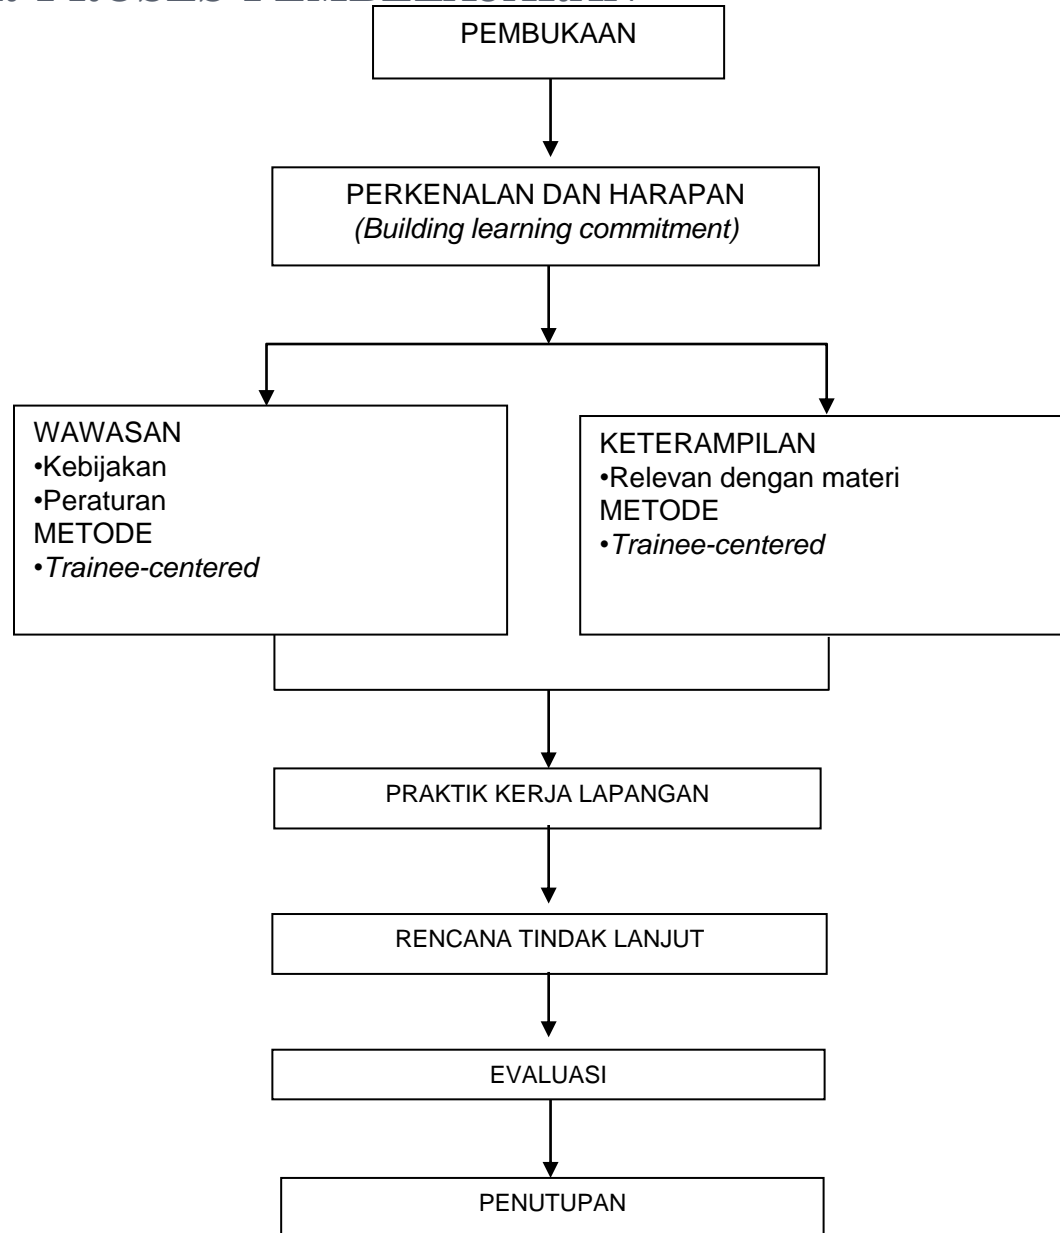 PEMBUKAAN
PERKENALAN DAN HARAPAN
(Building learning commitment)
WAWASAN
•Kebijakan
•Peraturan
METODE
•Trainee-centered
KETERAMPILAN
•Relevan dengan materi
METODE
•Trainee-centered
PRAKTIK KERJA LAPANGAN
RENCANA TINDAK LANJUT
EVALUASI
PENUTUPAN